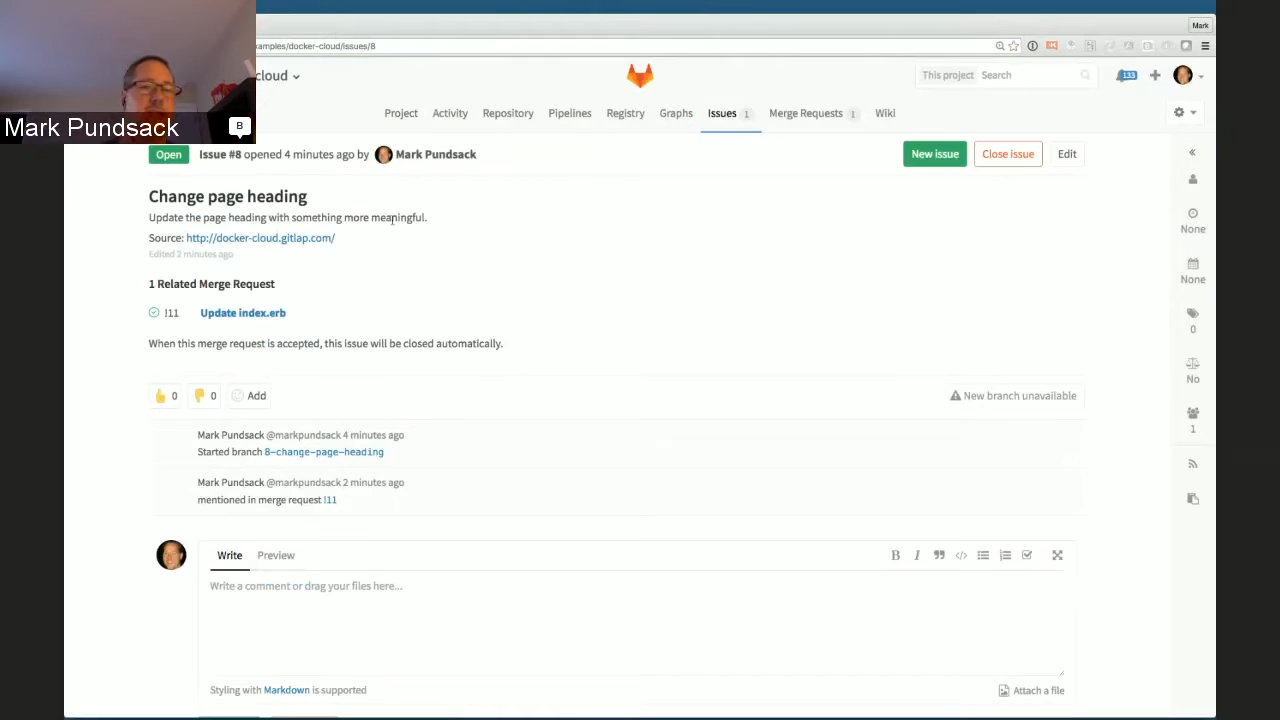 Mark
amples/docker-cloud/issues/8
cloud
This project Search
133
Mark Pundsack
B
Project Activity Repository Pipelines Registry Graphs Issues 1 Merge Requests 1 Wiki
Open Issue #8 opened 4 minutes ago by Mark Pundsack
New issue Close issue Edit
Change page heading
Update the page heading with something more meaningful.
Source: http://docker-cloud.gitlap.com/
Edited 2 minutes ago
1 Related Merge Request
!11 Update index.erb
When this merge request is accepted, this issue will be closed automatically.
0 0 Add
New branch unavailable
Mark Pundsack @markpundsack 4 minutes ago
Started branch 8-change-page-heading
Mark Pundsack @markpundsack 2 minutes ago
mentioned in merge request !11
Write Preview
B I
Write a comment or drag your files here...
Styling with Markdown is supported
Attach a file
None
None
0
No
1